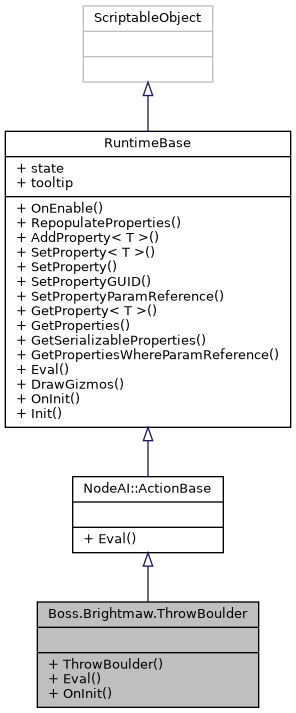 ScriptableObject
RuntimeBase
+ state
+ tooltip
+ OnEnable()
+ RepopulateProperties()
+ AddProperty< T >()
+ SetProperty< T >()
+ SetProperty()
+ SetPropertyGUID()
+ SetPropertyParamReference()
+ GetProperty< T >()
+ GetProperties()
+ GetSerializableProperties()
+ GetPropertiesWhereParamReference()
+ Eval()
+ DrawGizmos()
+ OnInit()
+ Init()
NodeAI::ActionBase
+ Eval()
Boss.Brightmaw.ThrowBoulder
+ ThrowBoulder()
+ Eval()
+ OnInit()